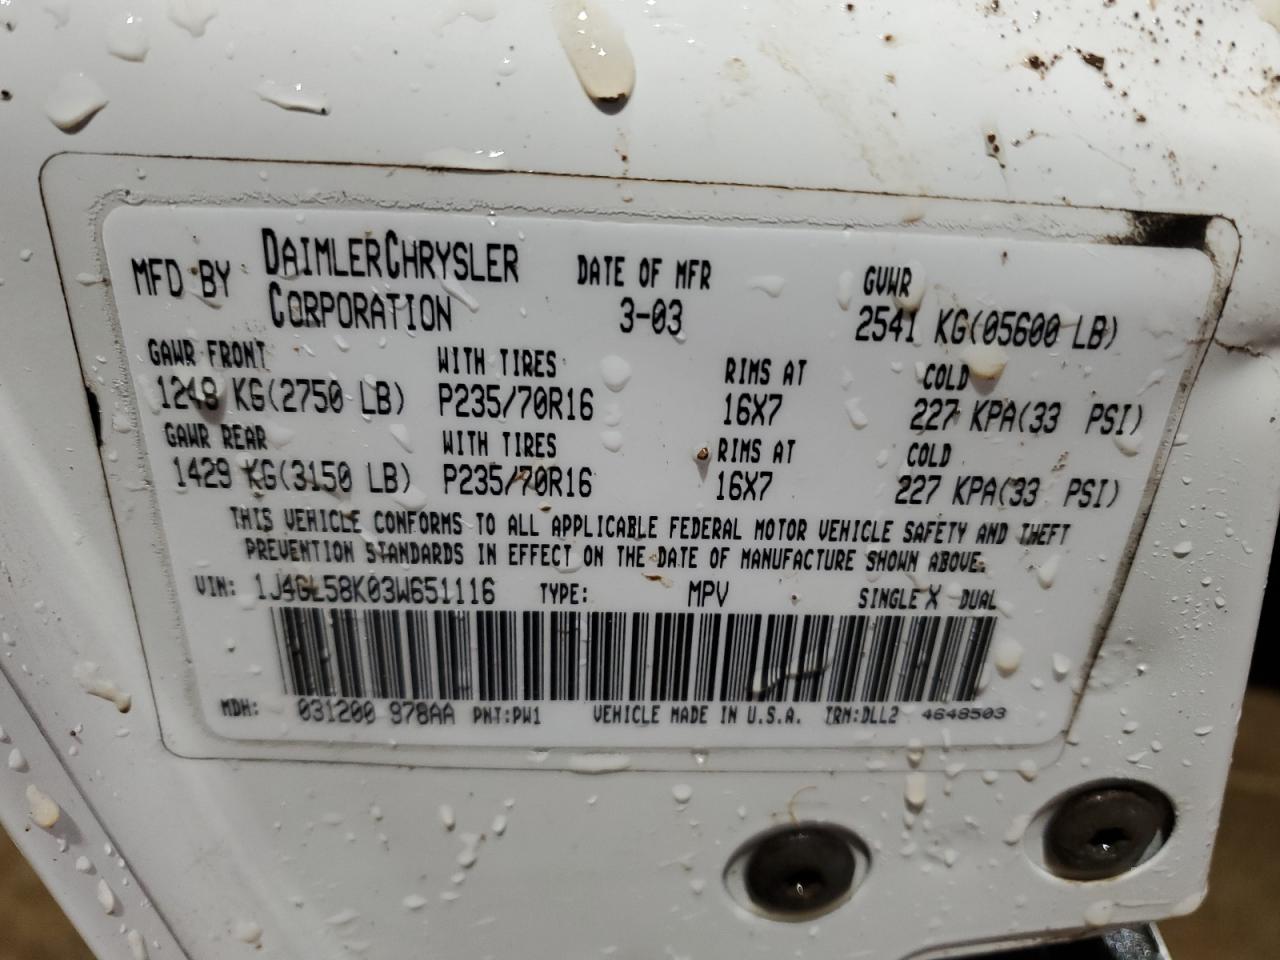 MFD BY DAIMLERCHRYSLER CORPORATION DATE OF MFR 3-03 GVWR 2541 KG(05600 LB)
GAWR FRONT WITH TIRES RIMS AT COLD
1248 KG(2750 LB) P235/70R16 16X7 227 KPA(33 PSI)
GAWR REAR WITH TIRES RIMS AT COLD
1429 KG(3150 LB) P235/70R16 16X7 227 KPA(33 PSI)
THIS VEHICLE CONFORMS TO ALL APPLICABLE FEDERAL MOTOR VEHICLE SAFETY AND THEFT
PREVENTION STANDARDS IN EFFECT ON THE DATE OF MANUFACTURE SHOWN ABOVE.
VIN: 1J4GL58K03W651116 TYPE: MPV SINGLE X DUAL
MDH: 031200 978AA PNT:PW1 VEHICLE MADE IN U.S.A. TRM:DLL2 4648503